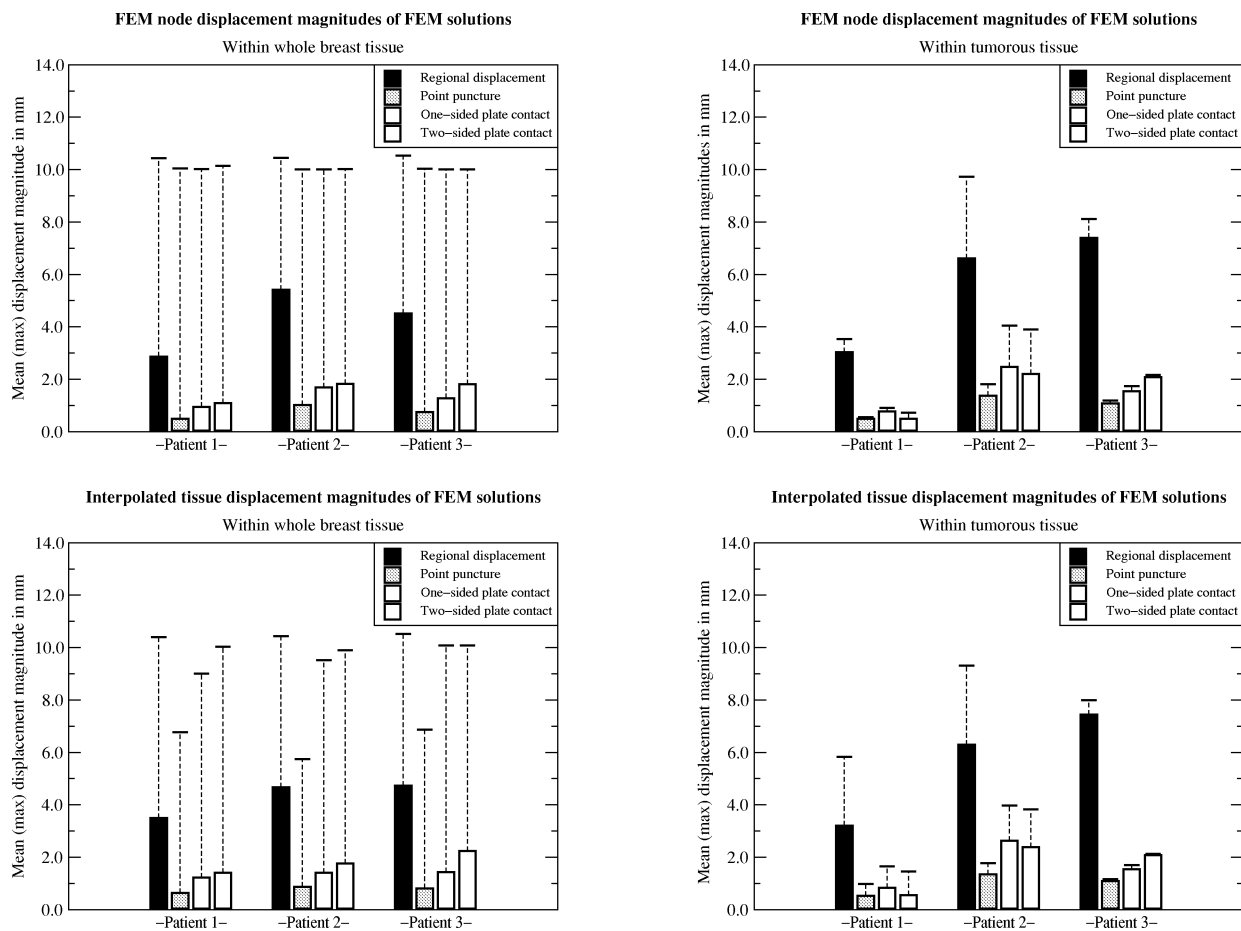 FEM node displacement magnitudes of FEM solutions
Within whole breast tissue
Mean (max) displacement magnitude in mm
14.0
12.0
10.0
8.0
6.0
4.0
2.0
0.0
Regional displacement
Point puncture
One−sided plate contact
Two−sided plate contact
−Patient 1−
−Patient 2−
−Patient 3−
FEM node displacement magnitudes of FEM solutions
Within tumorous tissue
Mean (max) displacement magnitudes in mm
14.0
12.0
10.0
8.0
6.0
4.0
2.0
0.0
Regional displacement
Point puncture
One−sided plate contact
Two−sided plate contact
−Patient 1−
−Patient 2−
−Patient 3−
Interpolated tissue displacement magnitudes of FEM solutions
Within whole breast tissue
Mean (max) displacement magnitude in mm
14.0
12.0
10.0
8.0
6.0
4.0
2.0
0.0
Regional displacement
Point puncture
One−sided plate contact
Two−sided plate contact
−Patient 1−
−Patient 2−
−Patient 3−
Interpolated tissue displacement magnitudes of FEM solutions
Within tumorous tissue
Mean (max) displacement magnitude in mm
14.0
12.0
10.0
8.0
6.0
4.0
2.0
0.0
Regional displacement
Point puncture
One−sided plate contact
Two−sided plate contact
−Patient 1−
−Patient 2−
−Patient 3−